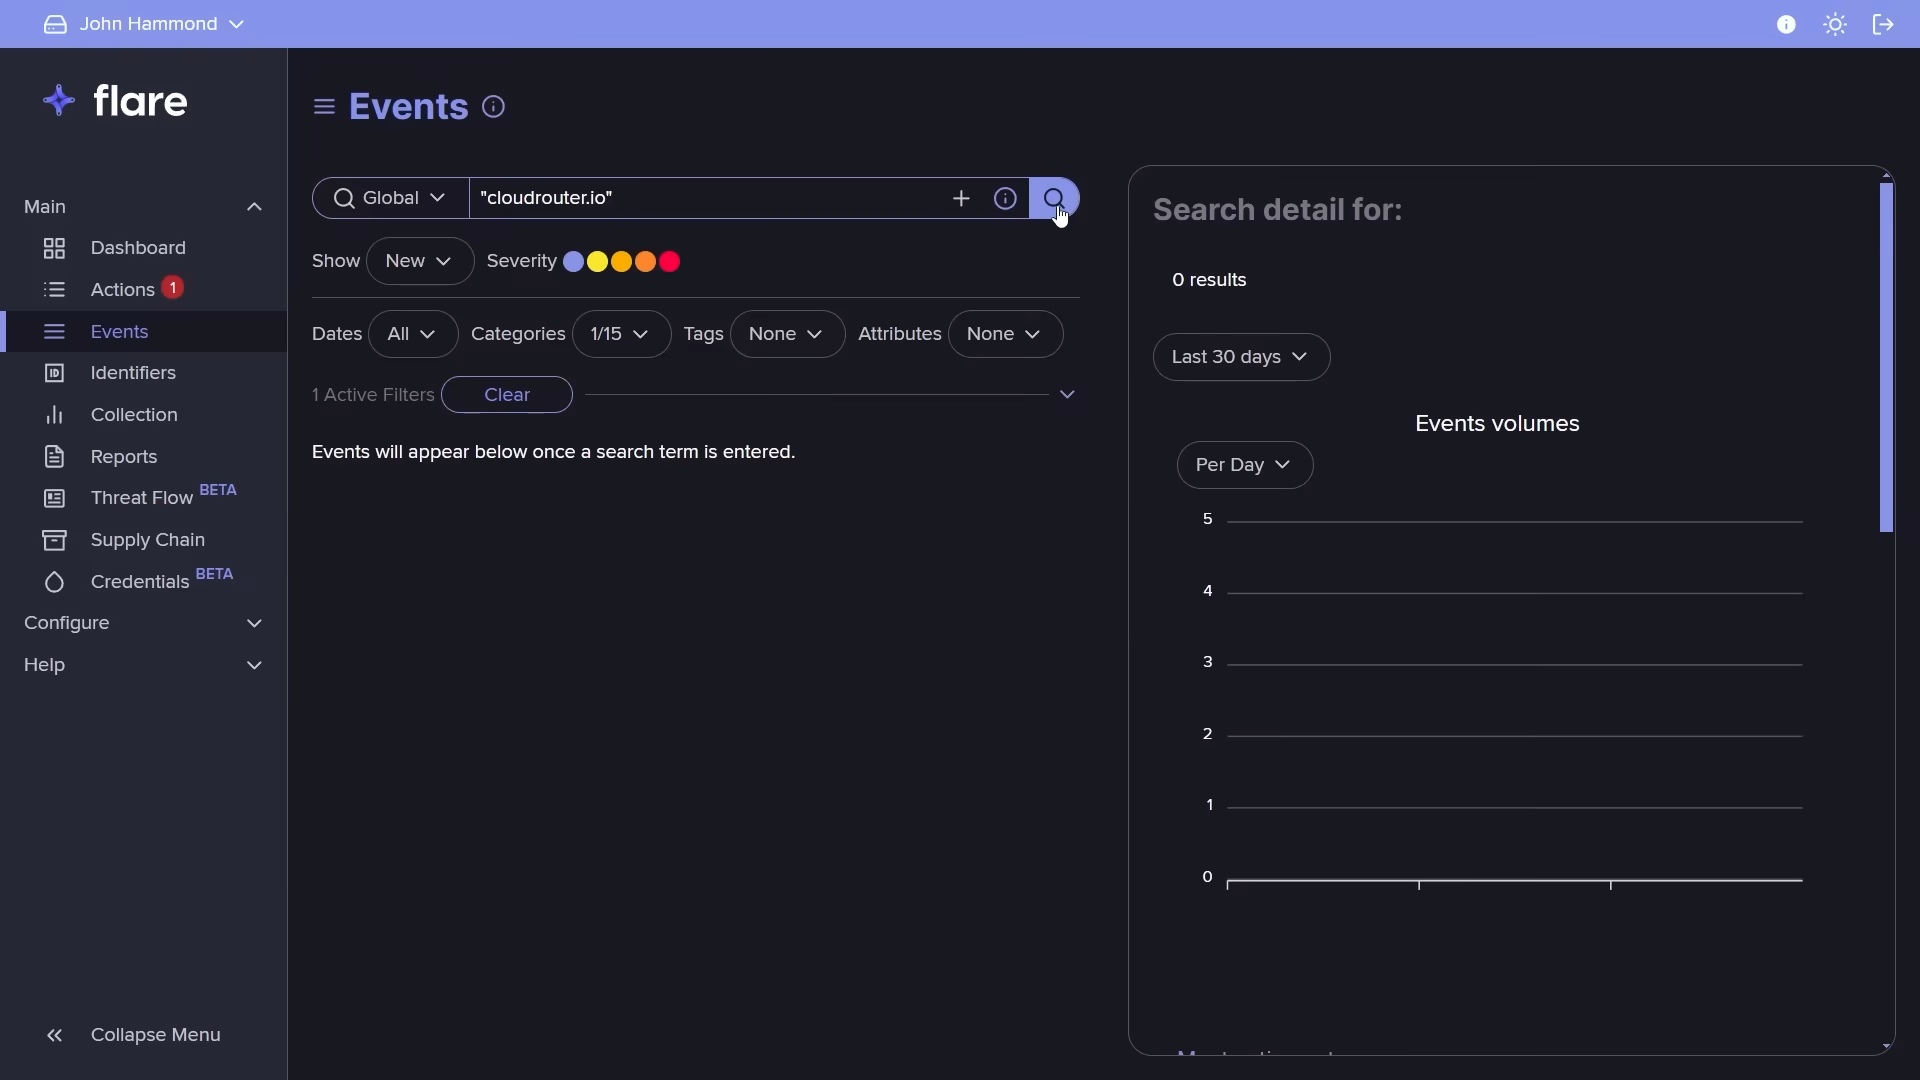 John Hammond
flare
Main
Dashboard
Actions 1
Events
Identifiers
Collection
Reports
Threat Flow BETA
Supply Chain
Credentials BETA
Configure
Help
Collapse Menu
Events
Global "cloudrouter.io"
Show New Severity
Dates All Categories 1/15 Tags None Attributes None
1 Active Filters Clear
Events will appear below once a search term is entered.
Search detail for:
0 results
Last 30 days
Events volumes
Per Day
5
4
3
2
1
0